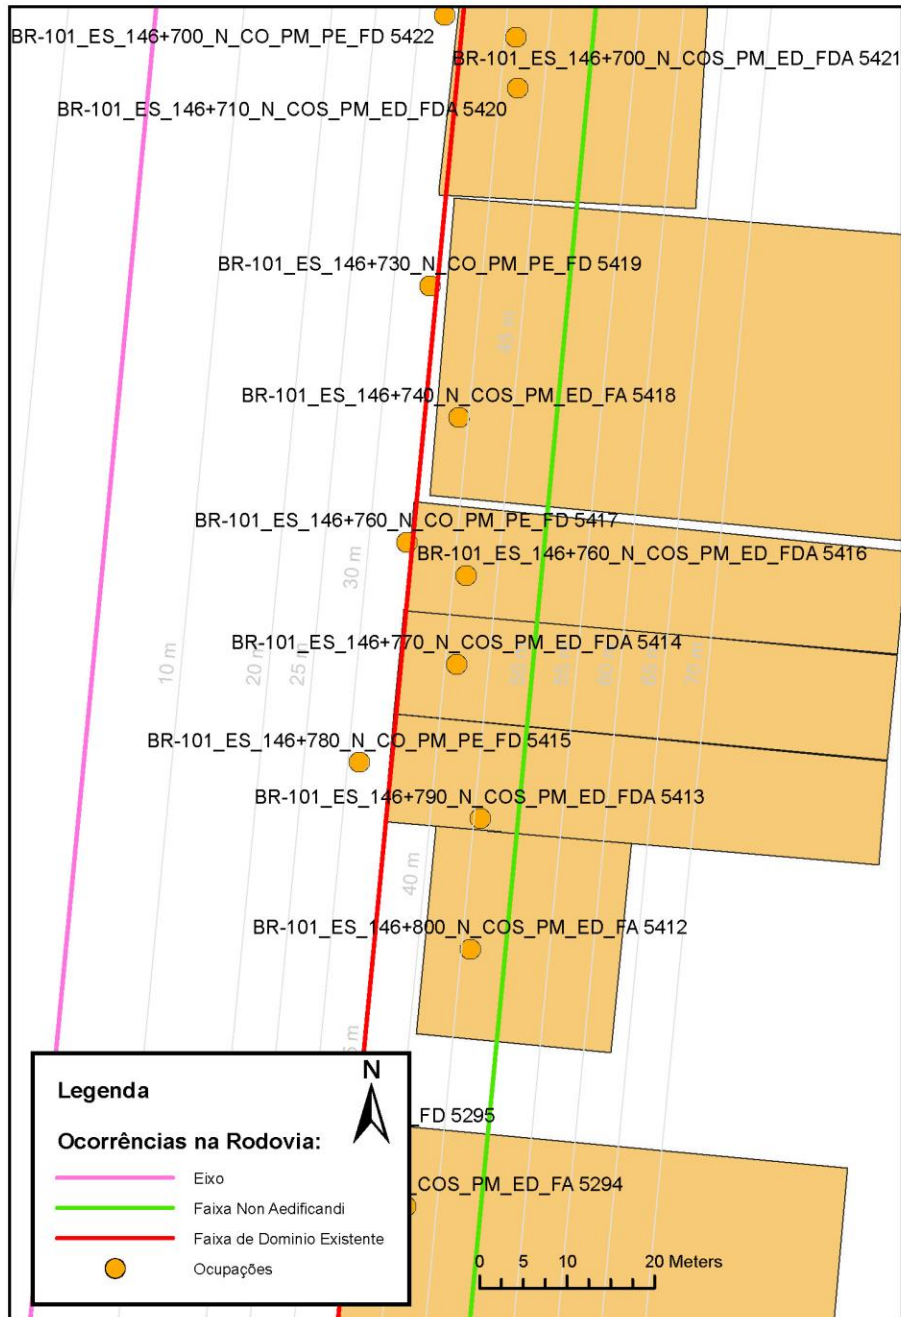 BR-101_ES_146+700_N_CO_PM_PE_FD 5422
BR-101_ES_146+700_N_COS_PM_ED_FDA 5421
BR-101_ES_146+710_N_COS_PM_ED_FDA 5420
BR-101_ES_146+730_N_CO_PM_PE_FD 5419
45 m
BR-101_ES_146+740_N_COS_PM_ED_FA 5418
BR-101_ES_146+760_N_CO_PM_PE_FD 5417
BR-101_ES_146+760_N_COS_PM_ED_FDA 5416
30 m
BR-101_ES_146+770_N_COS_PM_ED_FDA 5414
10 m
20 m
25 m
70 m
BR-101_ES_146+780_N_CO_PM_PE_FD 5415
BR-101_ES_146+790_N_COS_PM_ED_FDA 5413
40 m
BR-101_ES_146+800_N_COS_PM_ED_FA 5412
_FD 5295
COS_PM_ED_FA 5294
Legenda
N
Ocorrências na Rodovia:
Eixo
Faixa Non Aedificandi
Faixa de Dominio Existente
Ocupações
0 5 10 20 Meters